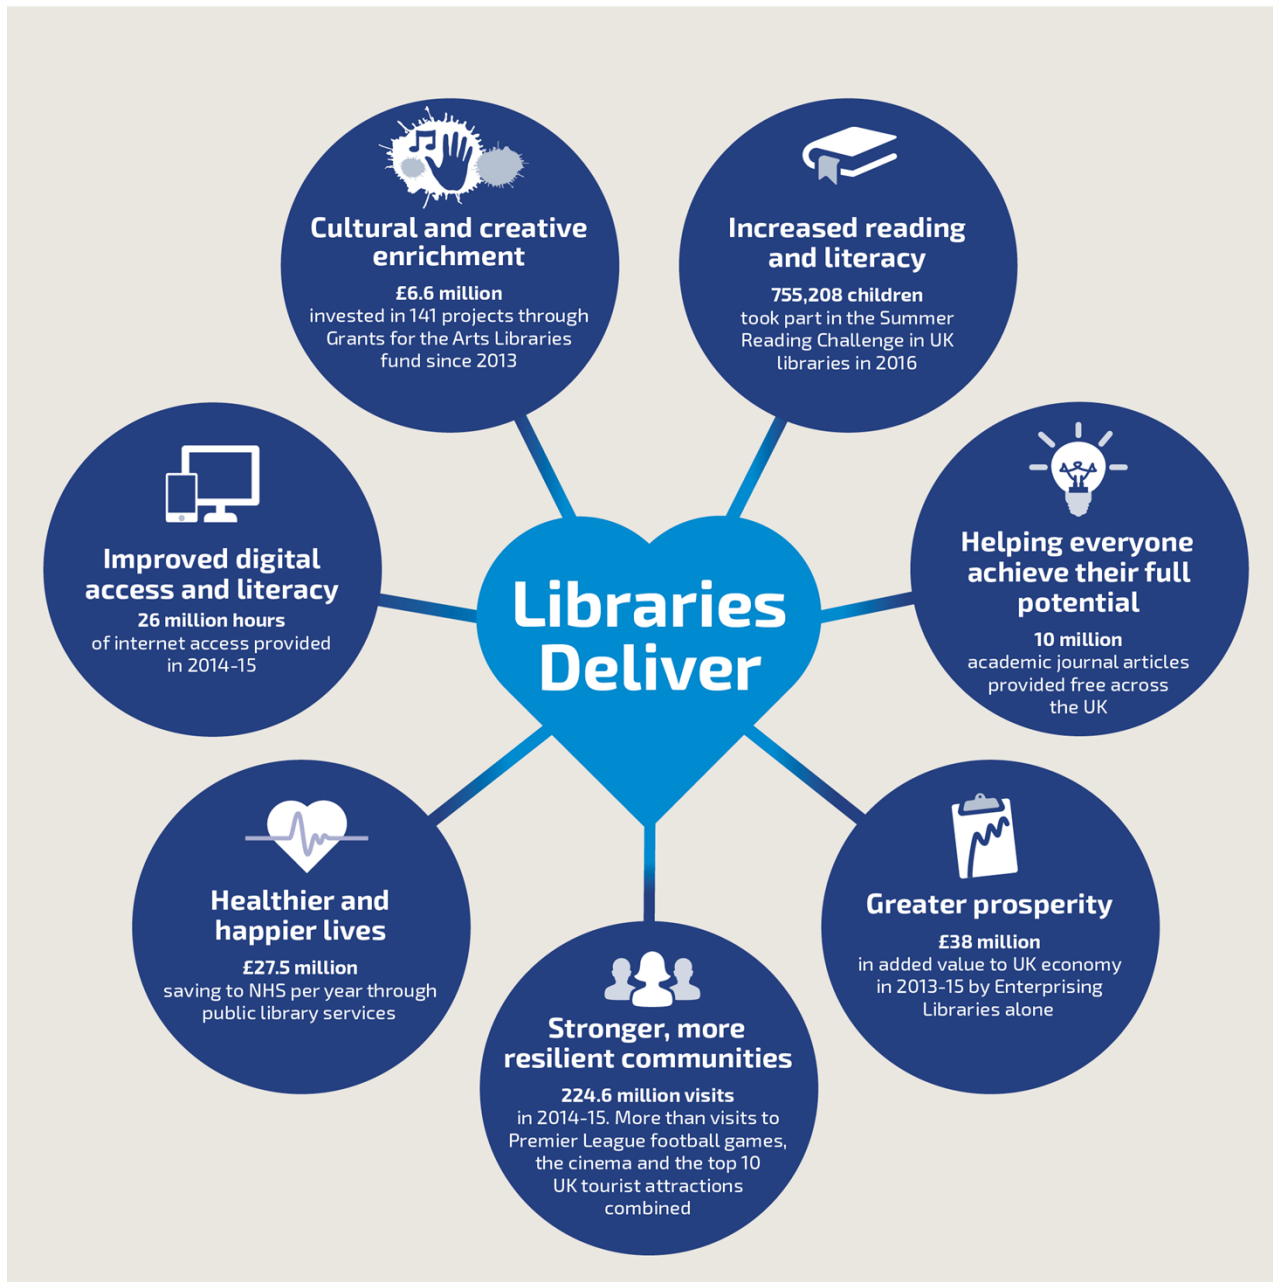 Cultural and creative
enrichment
£6.6 million
invested in 141 projects through
Grants for the Arts Libraries
fund since 2013
Increased reading
and literacy
755,208 children
took part in the Summer
Reading Challenge in UK
libraries in 2016
Improved digital
access and literacy
26 million hours
of internet access provided
in 2014-15
Libraries
Deliver
Helping everyone
achieve their full
potential
10 million
academic journal articles
provided free across
the UK
Healthier and
happier lives
£27.5 million
saving to NHS per year through
public library services
Stronger, more
resilient communities
224.6 million visits
in 2014-15. More than visits to
Premier League football games,
the cinema and the top 10
UK tourist attractions
combined
Greater prosperity
£38 million
in added value to UK economy
in 2013-15 by Enterprising
Libraries alone